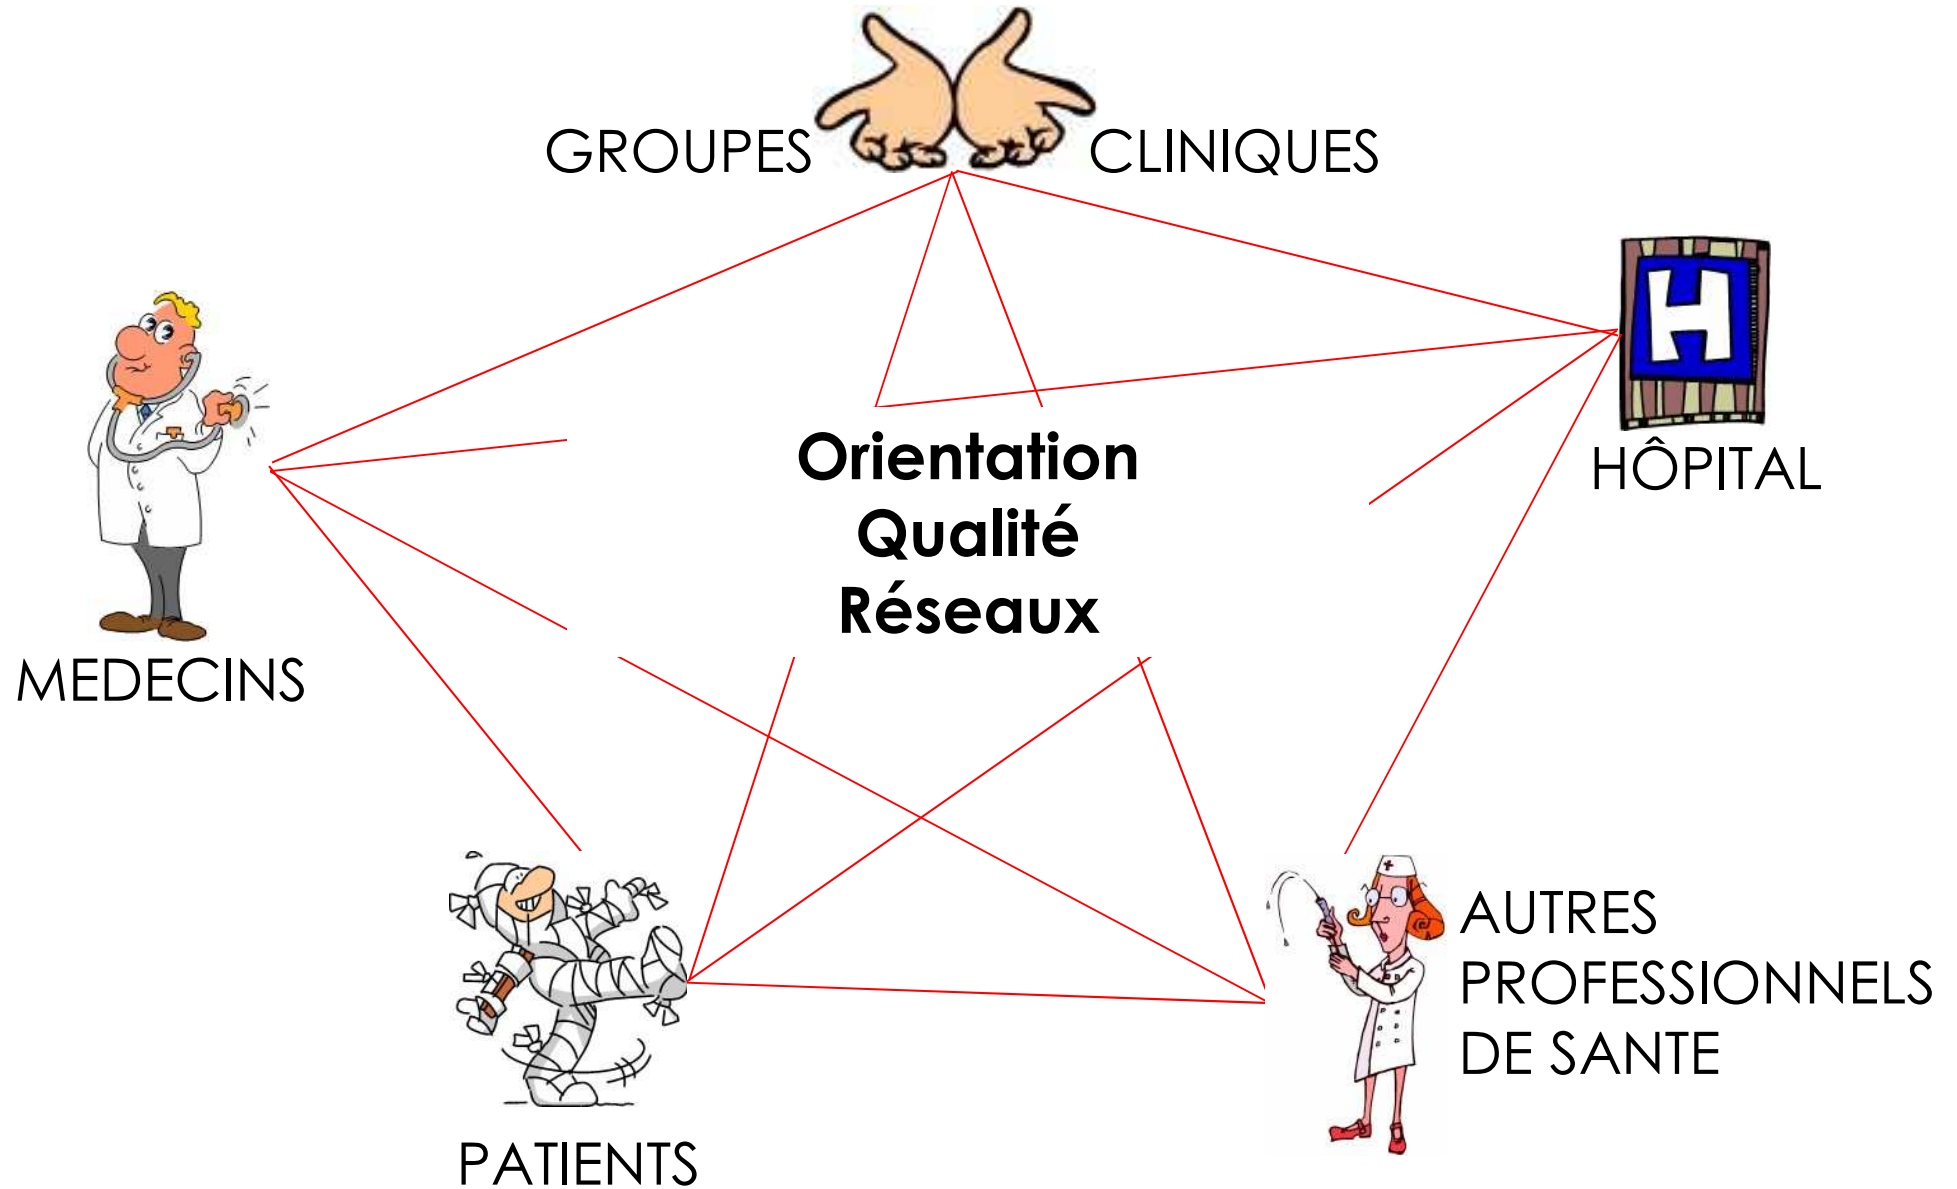 GROUPES CLINIQUES
H
HÔPITAL
Orientation
Qualité
Réseaux
MEDECINS
AUTRES
PROFESSIONNELS
DE SANTE
PATIENTS